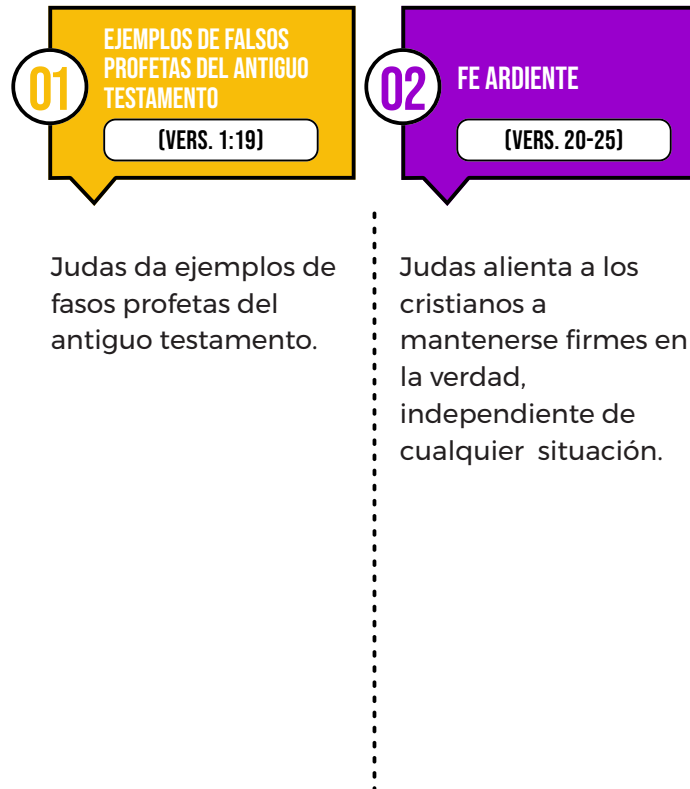 01
EJEMPLOS DE FALSOS
PROFETAS DEL ANTIGUO
TESTAMENTO
(VERS. 1:19)
Judas da ejemplos de
fasos profetas del
antiguo testamento.
02
FE ARDIENTE
(VERS. 20-25)
Judas alienta a los
cristianos a
mantenerse firmes en
la verdad,
independiente de
cualquier  situación.